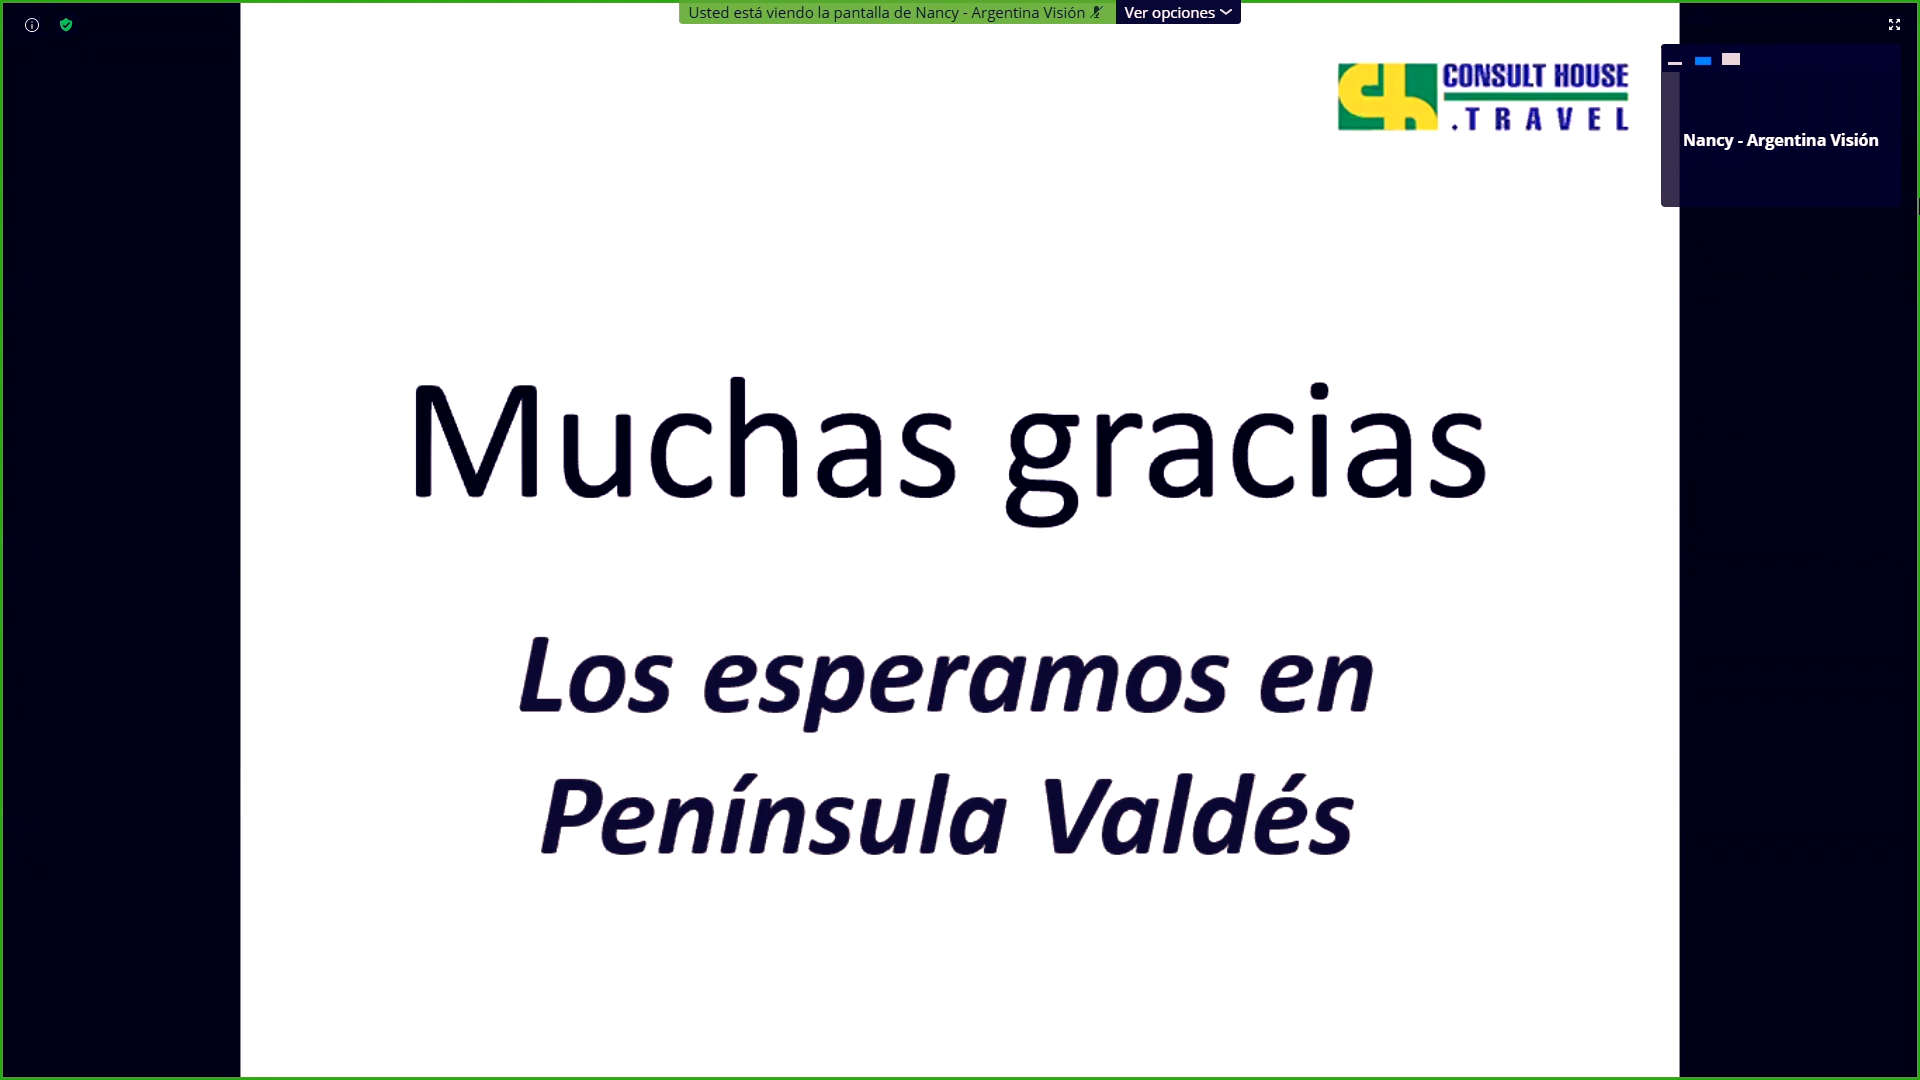 Usted está viendo la pantalla de Nancy - Argentina Visión
Ver opciones
CONSULT HOUSE
.TRAVEL
Nancy - Argentina Visión
Muchas gracias
Los esperamos en
Península Valdés